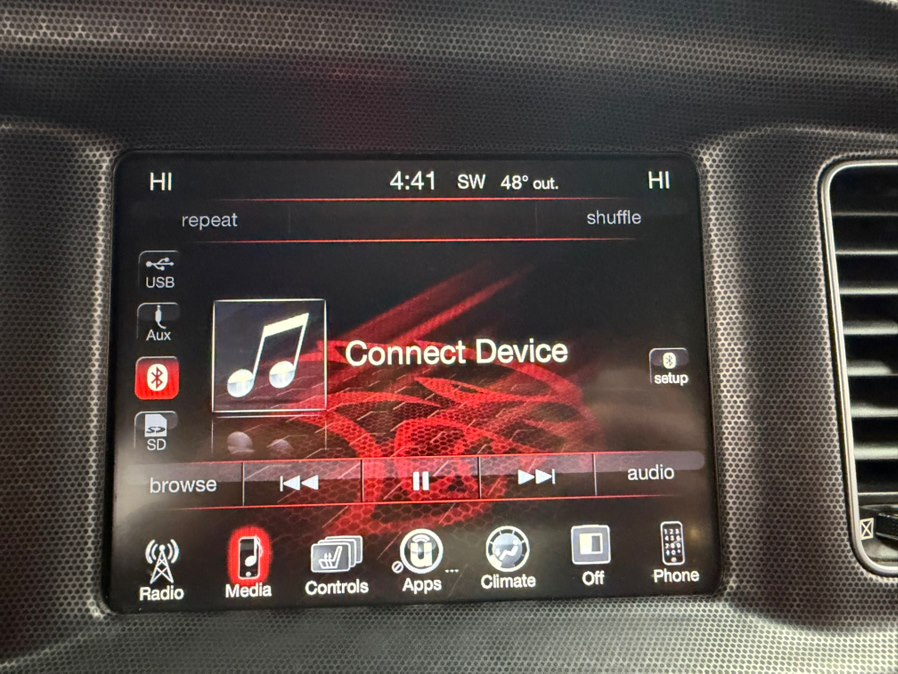 HI 4:41 SW 48° out. HI
repeat shuffle
USB
Aux
Connect Device
setup
SD
browse audio
Radio Media Controls Apps ... Climate Off Phone